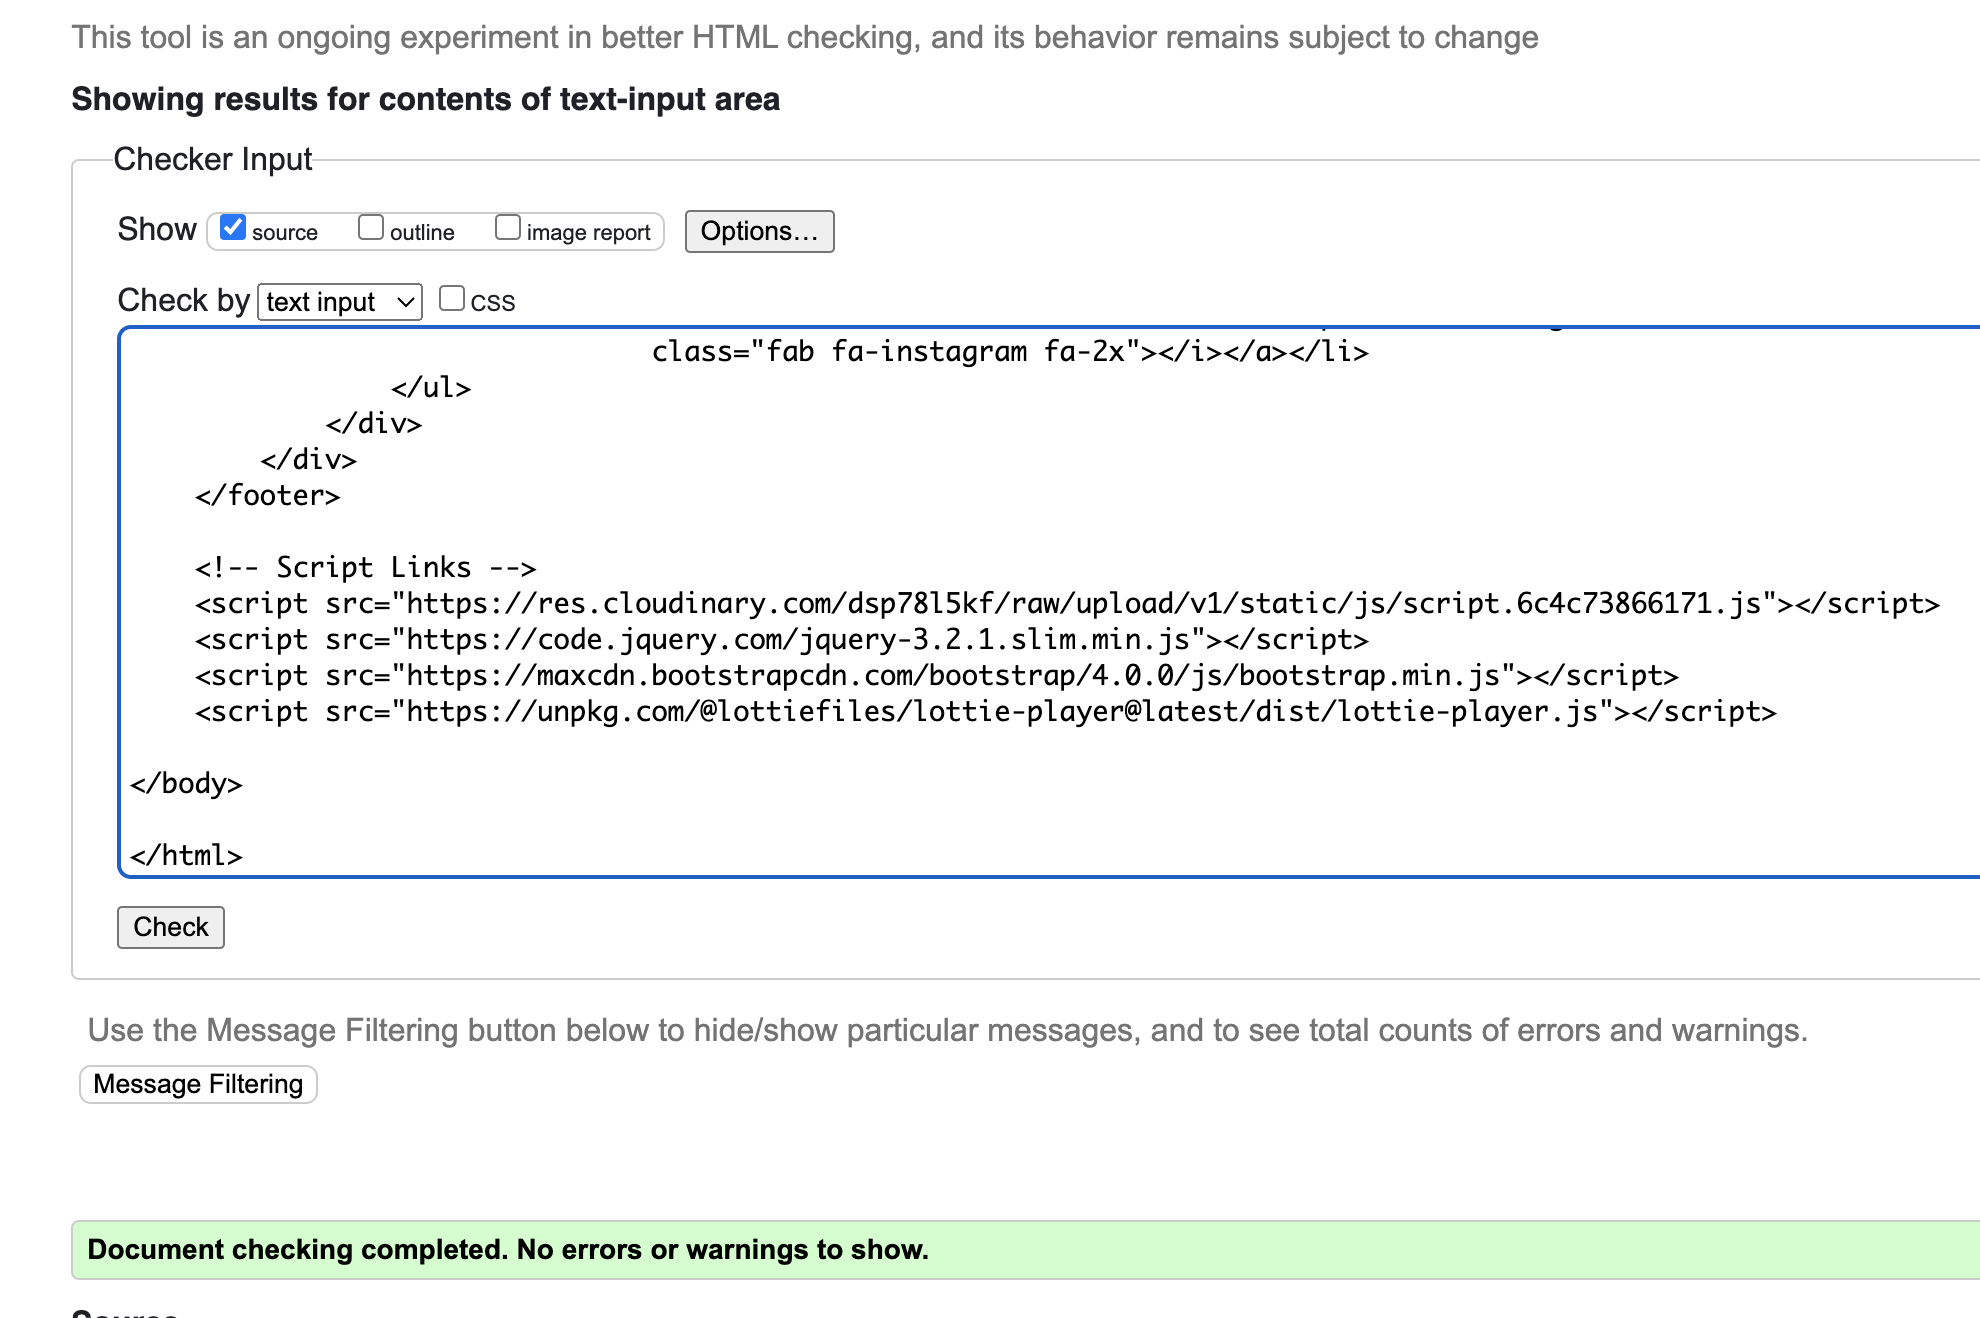 This tool is an ongoing experiment in better HTML checking, and its behavior remains subject to change
Showing results for contents of text-input area
Checker Input
Show source outline image report Options...
Check by text input CSS
class="fab fa-instagram fa-2x"></i></a></li>
</ul>
</div>
</div>
</footer>
<!-- Script Links -->
<script src="https://res.cloudinary.com/dsp78l5kf/raw/upload/v1/static/js/script.6c4c73866171.js"></script>
<script src="https://code.jquery.com/jquery-3.2.1.slim.min.js"></script>
<script src="https://maxcdn.bootstrapcdn.com/bootstrap/4.0.0/js/bootstrap.min.js"></script>
<script src="https://unpkg.com/@lottiefiles/lottie-player@latest/dist/lottie-player.js"></script>
</body>
</html>
Check
Use the Message Filtering button below to hide/show particular messages, and to see total counts of errors and warnings.
Message Filtering
Document checking completed. No errors or warnings to show.